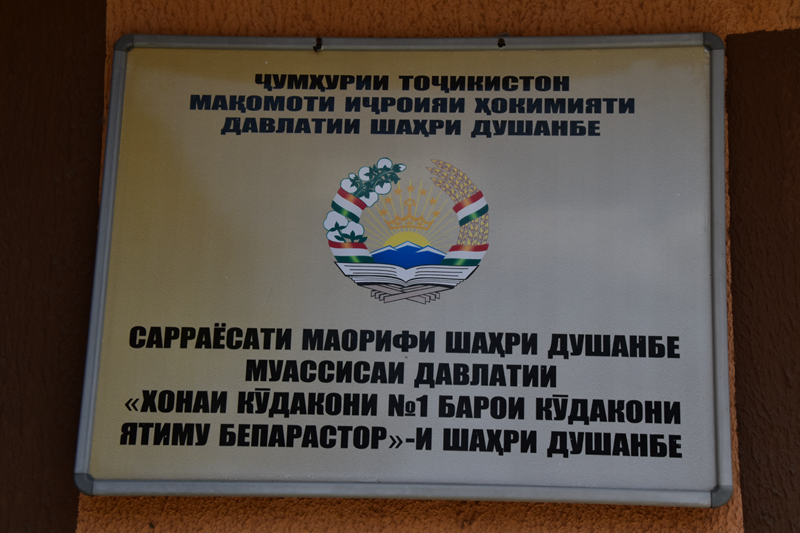 ҶУМҲУРИИ ТОҶИКИСТОН
МАҚОМОТИ ИҶРОИЯИ ҲОКИМИЯТИ
ДАВЛАТИИ ШАҲРИ ДУШАНБЕ
САРРАЁСАТИ МАОРИФИ ШАҲРИ ДУШАНБЕ
МУАССИСАИ ДАВЛАТИИ
«ХОНАИ КӮДАКОНИ №1 БАРОИ КӮДАКОНИ
ЯТИМУ БЕПАРАСТОР»-И ШАҲРИ ДУШАНБЕ